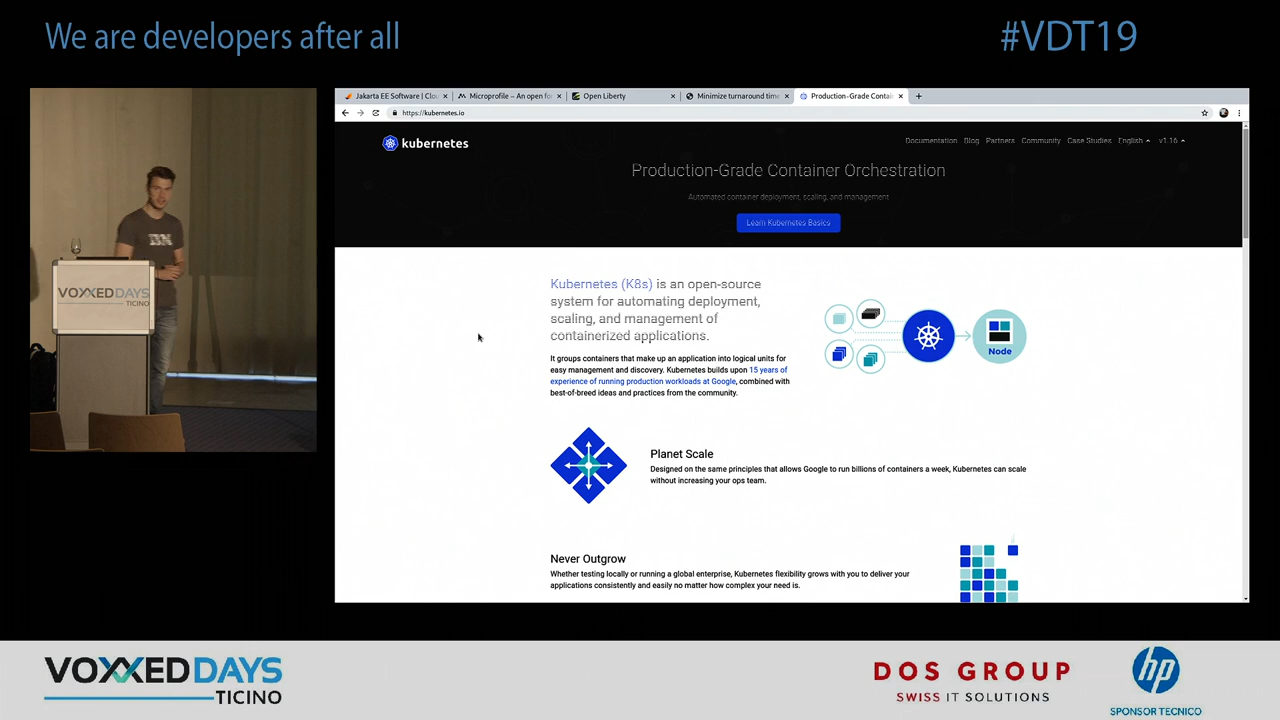 We are developers after all
#VDT19
IBM
VOXXED DAYS
TICINO
Jakarta EE Software | Clou
Microprofile – An open fo
Open Liberty
Minimize turnaround time
Production-Grade Contain
https://kubernetes.io
kubernetes
Documentation Blog Partners Community Case Studies English v1.16
Production-Grade Container Orchestration
Automated container deployment, scaling, and management
Learn Kubernetes Basics
Kubernetes (K8s) is an open-source
system for automating deployment,
scaling, and management of
containerized applications.
It groups containers that make up an application into logical units for
easy management and discovery. Kubernetes builds upon 15 years of
experience of running production workloads at Google, combined with
best-of-breed ideas and practices from the community.
Node
Planet Scale
Designed on the same principles that allows Google to run billions of containers a week, Kubernetes can scale
without increasing your ops team.
Never Outgrow
Whether testing locally or running a global enterprise, Kubernetes flexibility grows with you to deliver your
applications consistently and easily no matter how complex your need is.
VOXXED DAYS
TICINO
DOS GROUP
SWISS IT SOLUTIONS
hp
SPONSOR TECNICO